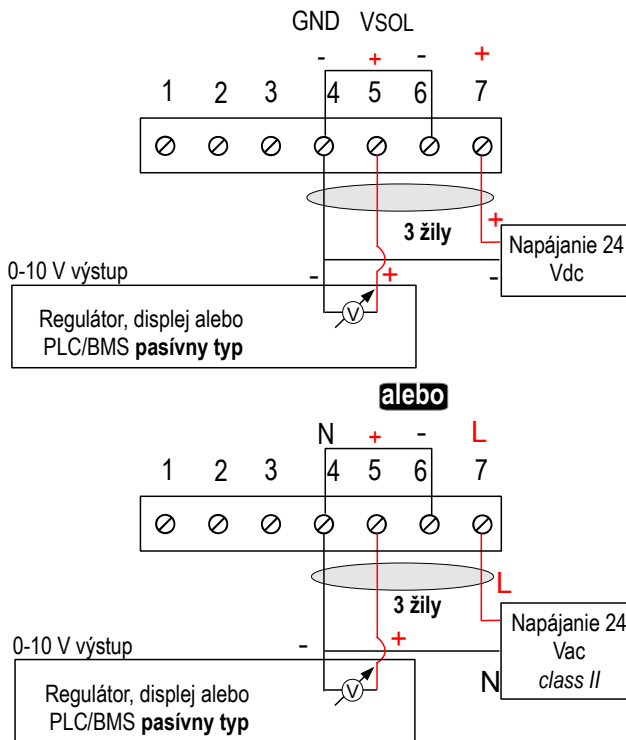 GND VSOL
- + - +
1 2 3 4 5 6 7
3 žily
+
Napájanie 24
Vdc
-
0-10 V výstup
- +
V
Regulátor, displej alebo
PLC/BMS pasívny typ
alebo
N + - L
1 2 3 4 5 6 7
L
3 žily
Napájanie 24
Vac
class II
N
0-10 V výstup
- +
V
Regulátor, displej alebo
PLC/BMS pasívny typ